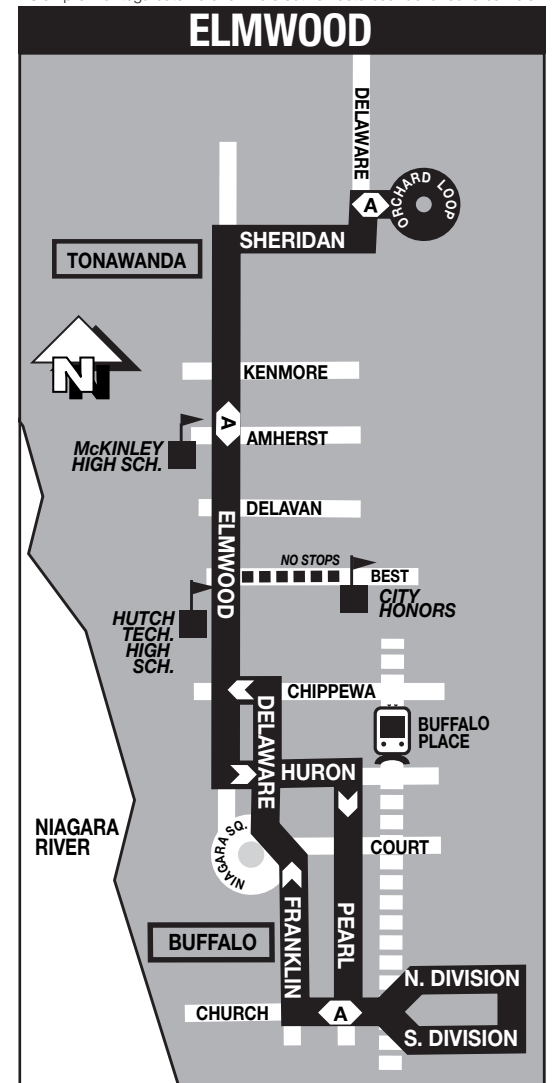 ELMWOOD
DELAWARE
ORCHARD LOOP
A
SHERIDAN
TONAWANDA
N
KENMORE
A
AMHERST
McKINLEY
HIGH SCH.
DELAVAN
ELMWOOD
NO STOPS
BEST
CITY
HONORS
HUTCH
TECH.
HIGH
SCH.
CHIPPEWA
DELAWARE
BUFFALO
PLACE
HURON
NIAGARA
RIVER
NIAGARA SQ.
COURT
FRANKLIN
PEARL
BUFFALO
N. DIVISION
CHURCH
A
S. DIVISION